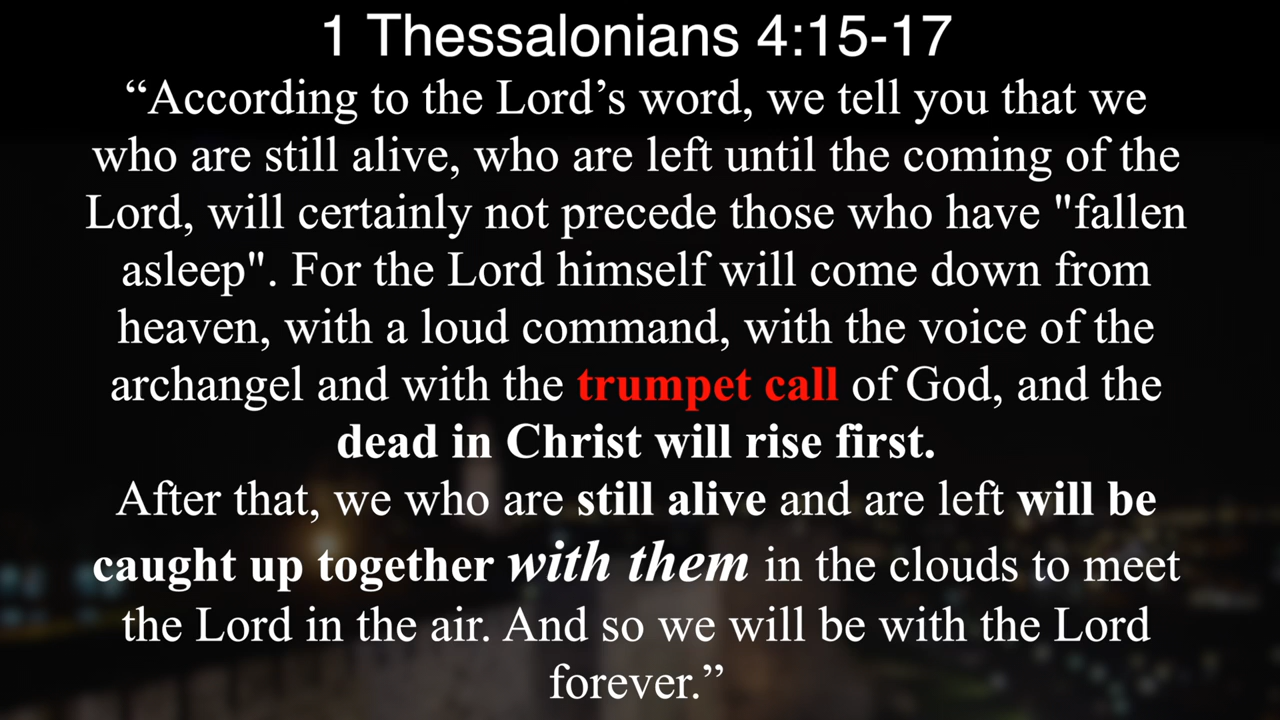 1 Thessalonians 4:15-17
“According to the Lord’s word, we tell you that we
who are still alive, who are left until the coming of the
Lord, will certainly not precede those who have "fallen
asleep". For the Lord himself will come down from
heaven, with a loud command, with the voice of the
archangel and with the trumpet call of God, and the
dead in Christ will rise first.
After that, we who are still alive and are left will be
caught up together with them in the clouds to meet
the Lord in the air. And so we will be with the Lord
forever.”